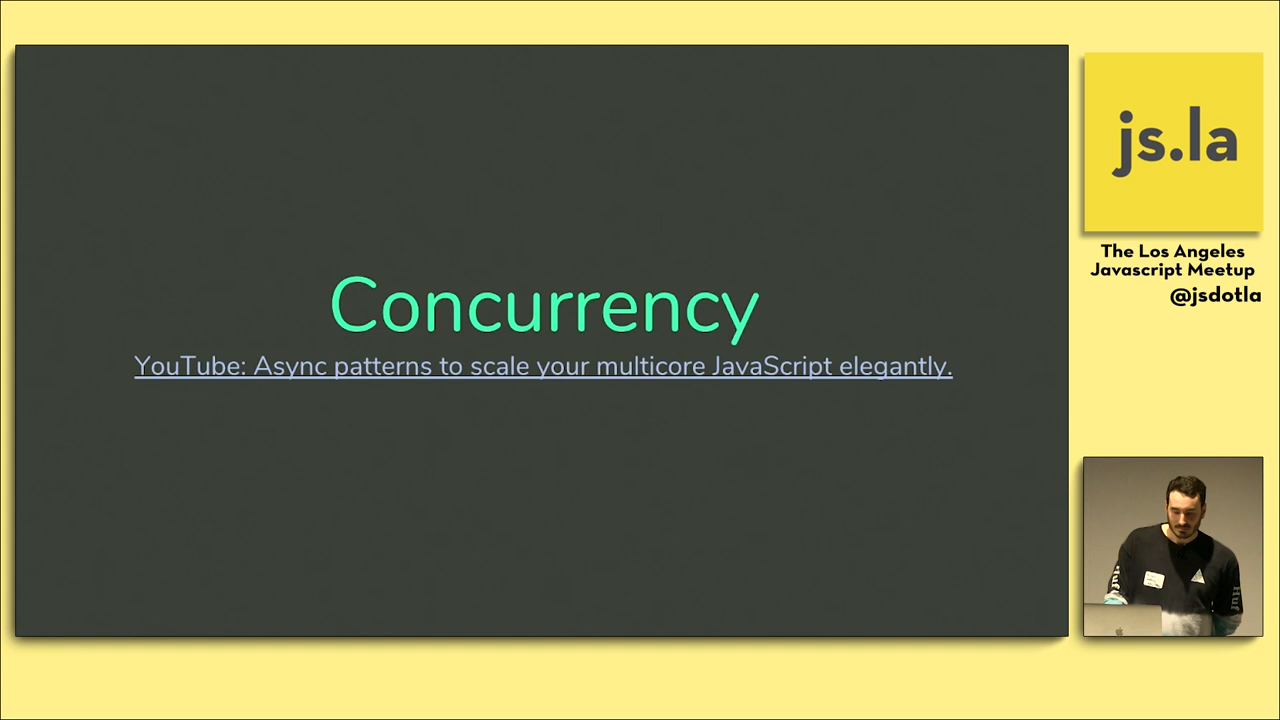 Concurrency
YouTube: Async patterns to scale your multicore JavaScript elegantly.
js.la
The Los Angeles
Javascript Meetup
@jsdotla